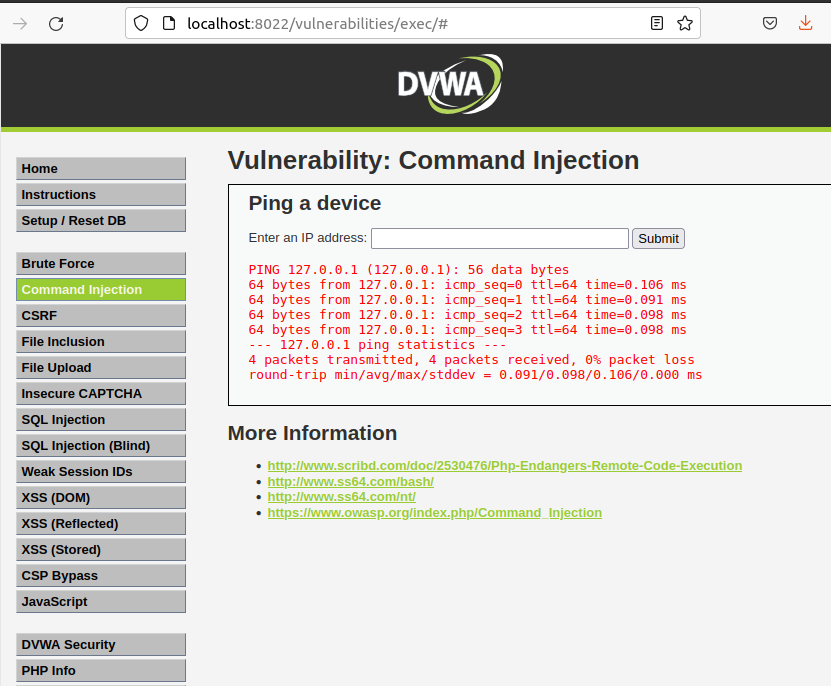 localhost:8022/vulnerabilities/exec/#
DVWA
Home
Instructions
Setup / Reset DB
Brute Force
Command Injection
CSRF
File Inclusion
File Upload
Insecure CAPTCHA
SQL Injection
SQL Injection (Blind)
Weak Session IDs
XSS (DOM)
XSS (Reflected)
XSS (Stored)
CSP Bypass
JavaScript
DVWA Security
PHP Info
Vulnerability: Command Injection
Ping a device
Enter an IP address: Submit
PING 127.0.0.1 (127.0.0.1): 56 data bytes
64 bytes from 127.0.0.1: icmp_seq=0 ttl=64 time=0.106 ms
64 bytes from 127.0.0.1: icmp_seq=1 ttl=64 time=0.091 ms
64 bytes from 127.0.0.1: icmp_seq=2 ttl=64 time=0.098 ms
64 bytes from 127.0.0.1: icmp_seq=3 ttl=64 time=0.098 ms
--- 127.0.0.1 ping statistics ---
4 packets transmitted, 4 packets received, 0% packet loss
round-trip min/avg/max/stddev = 0.091/0.098/0.106/0.000 ms
More Information
• http://www.scribd.com/doc/2530476/Php-Endangers-Remote-Code-Execution
• http://www.ss64.com/bash/
• http://www.ss64.com/nt/
• https://www.owasp.org/index.php/Command_Injection